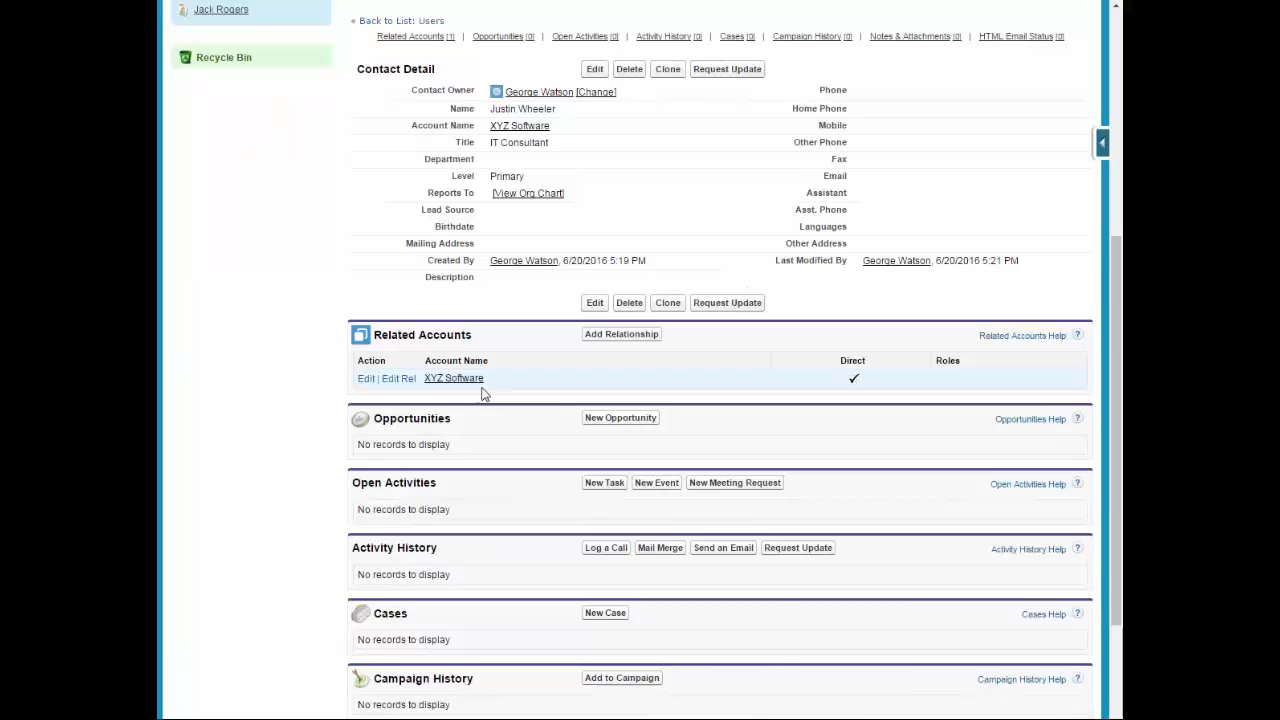 Jack Rogers
Recycle Bin
« Back to List: Users
Related Accounts [1] | Opportunities [0] | Open Activities [0] | Activity History [0] | Cases [0] | Campaign History [0] | Notes & Attachments [0] | HTML Email Status [0]
Contact Detail Edit Delete Clone Request Update
Contact Owner George Watson [Change] Phone
Name Justin Wheeler Home Phone
Account Name XYZ Software Mobile
Title IT Consultant Other Phone
Department Fax
Level Primary Email
Reports To [View Org Chart] Assistant
Lead Source Asst. Phone
Birthdate Languages
Mailing Address Other Address
Created By George Watson, 6/20/2016 5:19 PM Last Modified By George Watson, 6/20/2016 5:21 PM
Description
Edit Delete Clone Request Update
Related Accounts Add Relationship Related Accounts Help ?
Action Account Name Direct Roles
Edit | Edit Rel XYZ Software ✓
Opportunities New Opportunity Opportunities Help ?
No records to display
Open Activities New Task New Event New Meeting Request Open Activities Help ?
No records to display
Activity History Log a Call Mail Merge Send an Email Request Update Activity History Help ?
No records to display
Cases New Case Cases Help ?
No records to display
Campaign History Add to Campaign Campaign History Help ?
No records to display